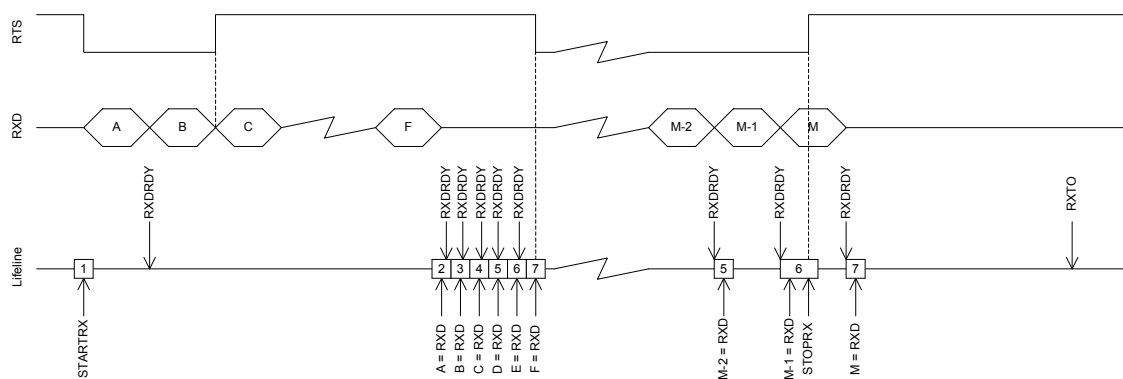 RTS
RXD
A
B
C
F
M-2
M-1
M
RXDRDY
RXDRDY
RXDRDY
RXDRDY
RXDRDY
RXDRDY
RXDRDY
RXDRDY
RXDRDY
RXTO
Lifeline
1
2
3
4
5
6
7
5
6
7
STARTRX
A = RXD
B = RXD
C = RXD
D = RXD
E = RXD
F = RXD
M-2 = RXD
M-1 = RXD
STOPRX
M = RXD